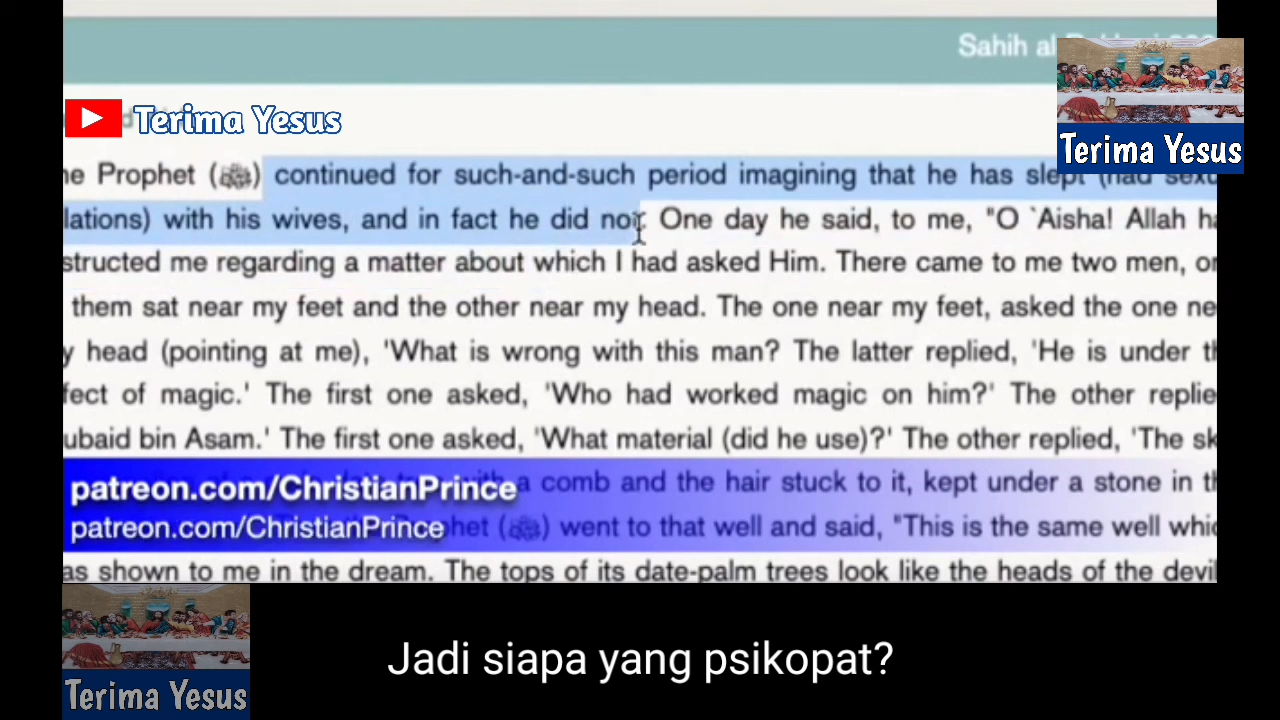 Sahih al
Terima Yesus
Terima Yesus
he Prophet (ﷺ) continued for such-and-such period imagining that he has slept (had
lations) with his wives, and in fact he did not. One day he said, to me, "O `Aisha! Allah ha
structed me regarding a matter about which I had asked Him. There came to me two men, or
them sat near my feet and the other near my head. The one near my feet, asked the one ne
y head (pointing at me), 'What is wrong with this man? The latter replied, 'He is under th
fect of magic.' The first one asked, 'Who had worked magic on him?' The other replie
ubaid bin Asam.' The first one asked, 'What material (did he use)?' The other replied, 'The sk
patreon.com/ChristianPrince
a comb and the hair stuck to it, kept under a stone in th
patreon.com/ChristianPrince
het (ﷺ) went to that well and said, "This is the same well whic
as shown to me in the dream. The tops of its date-palm trees look like the heads of the devil
Jadi siapa yang psikopat?
Terima Yesus